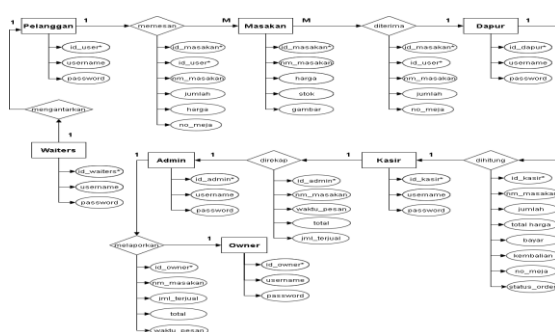 Pelanggan 1 memesan M Masakan M diterima 1 Dapur 1
id_user*
username
password
id_masakan*
id_user*
nm_masakan
jumlah
harga
no_meja
id_masakan*
nm_masakan
harga
stok
gambar
id_masakan*
id_user*
nm_masakan
jumlah
no_meja
id_dapur*
username
password
1
mengantarkan
1
Waiters
id_waiters*
username
password
1 Admin 1 direkap 1 Kasir 1 dihitung
id_admin*
username
password
id_admin*
nm_masakan
waktu_pesan
total
jml_terjual
id_kasir*
username
password
id_kasir*
nm_masakan
jumlah
total harga
bayar
kembalian
no_meja
status_order
melaporkan 1 Owner
id_owner*
nm_masakan
jml_terjual
total
waktu_pesan
id_owner*
username
password